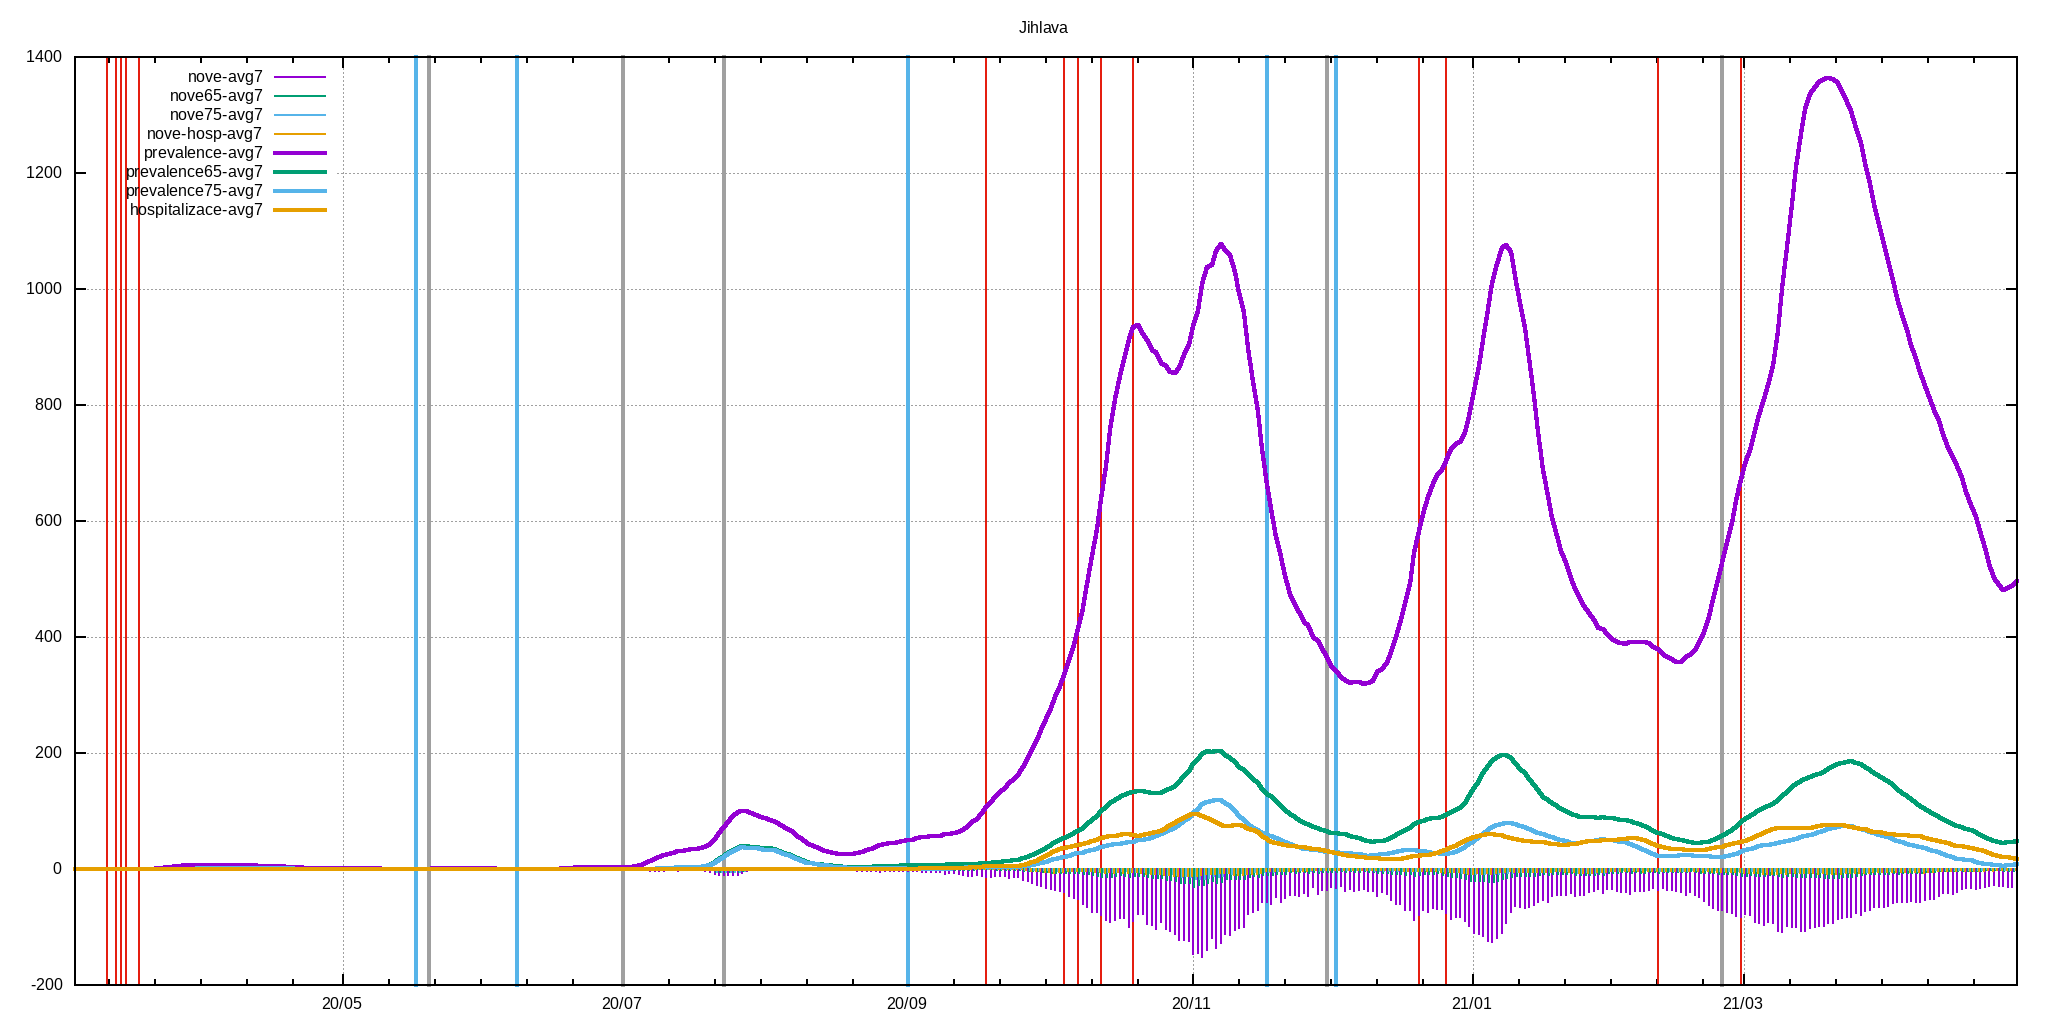 Jihlava
1400
1200
1000
800
600
400
200
0
-200
nove-avg7
nove65-avg7
nove75-avg7
nove-hosp-avg7
prevalence-avg7
prevalence65-avg7
prevalence75-avg7
hospitalizace-avg7
20/05 20/07 20/09 20/11 21/01 21/03